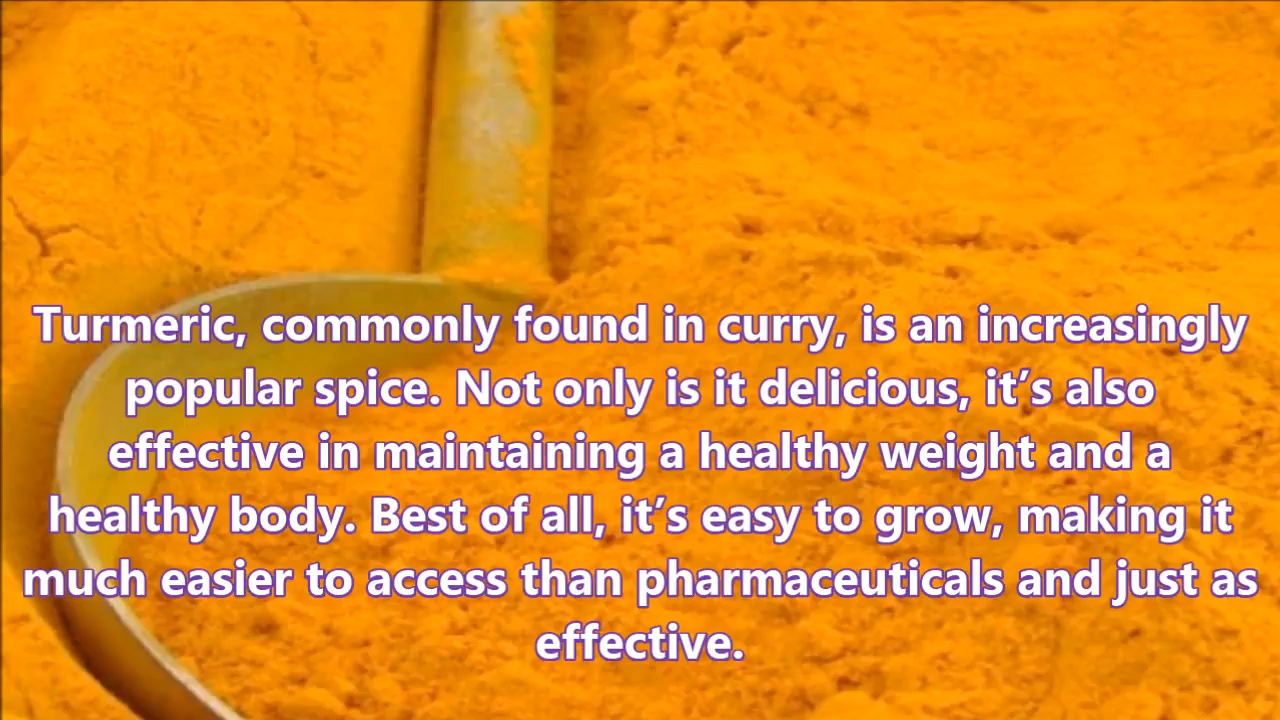 Turmeric, commonly found in curry, is an increasingly
popular spice. Not only is it delicious, it’s also
effective in maintaining a healthy weight and a
healthy body. Best of all, it’s easy to grow, making it
much easier to access than pharmaceuticals and just as
effective.